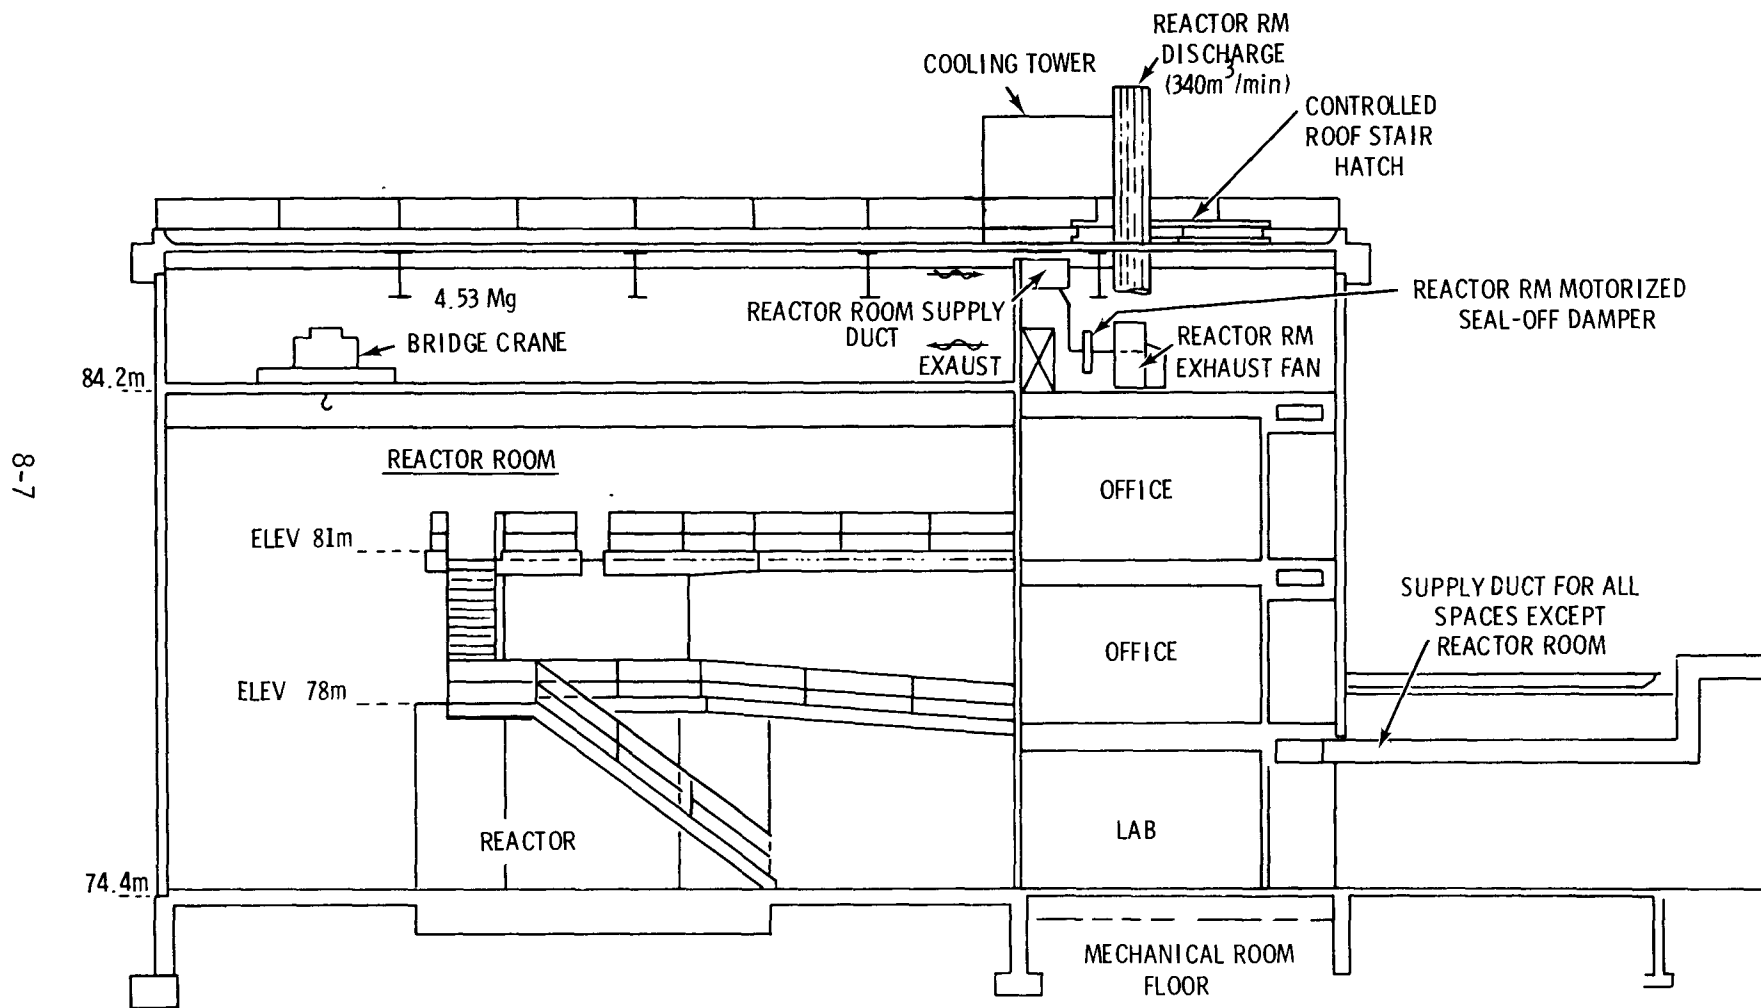 REACTOR RM
DISCHARGE
(340m³/min)
COOLING TOWER
CONTROLLED
ROOF STAIR
HATCH
4.53 Mg
BRIDGE CRANE
REACTOR ROOM SUPPLY
DUCT
EXAUST
REACTOR RM
EXHAUST FAN
REACTOR RM MOTORIZED
SEAL-OFF DAMPER
84.2m
REACTOR ROOM
OFFICE
ELEV 81m
OFFICE
SUPPLY DUCT FOR ALL
SPACES EXCEPT
REACTOR ROOM
ELEV 78m
REACTOR
LAB
74.4m
MECHANICAL ROOM
FLOOR
8-7